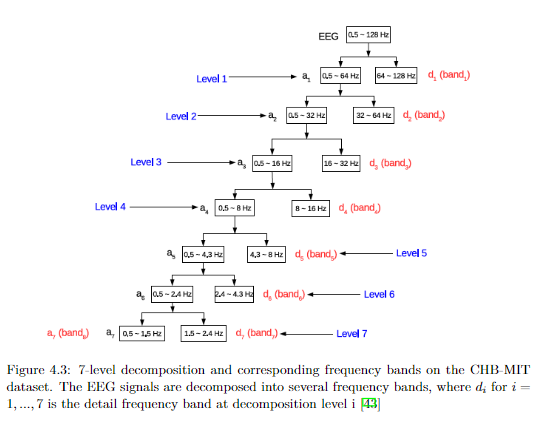 EEG 0.5 – 128 Hz
Level 1 a1 0,5 – 64 Hz 64 – 128 Hz d1 (band1)
Level 2 a2 0,5 – 32 Hz 32 – 64 Hz d2 (band2)
Level 3 a3 0,5 – 16 Hz 16 – 32 Hz d3 (band3)
Level 4 a4 0,5 – 8 Hz 8 – 16 Hz d4 (band4)
a5 0,5 – 4,3 Hz 4,3 – 8 Hz d5 (band5) Level 5
a6 0,5 – 2.4 Hz 2.4 – 4.3 Hz d6 (band6) Level 6
a7 (band8) a7 0,5 – 1,5 Hz 1.5 – 2.4 Hz d7 (band7) Level 7
Figure 4.3: 7-level decomposition and corresponding frequency bands on the CHB-MIT
dataset. The EEG signals are decomposed into several frequency bands, where di for i =
1, ..., 7 is the detail frequency band at decomposition level i [43]